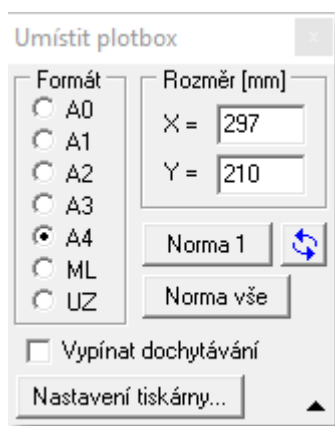 Umístit plotbox
Formát
A0
A1
A2
A3
A4
ML
UZ
Rozměr [mm]
X = 297
Y = 210
Norma 1
Norma vše
Vypínat dochytávání
Nastavení tiskárny...